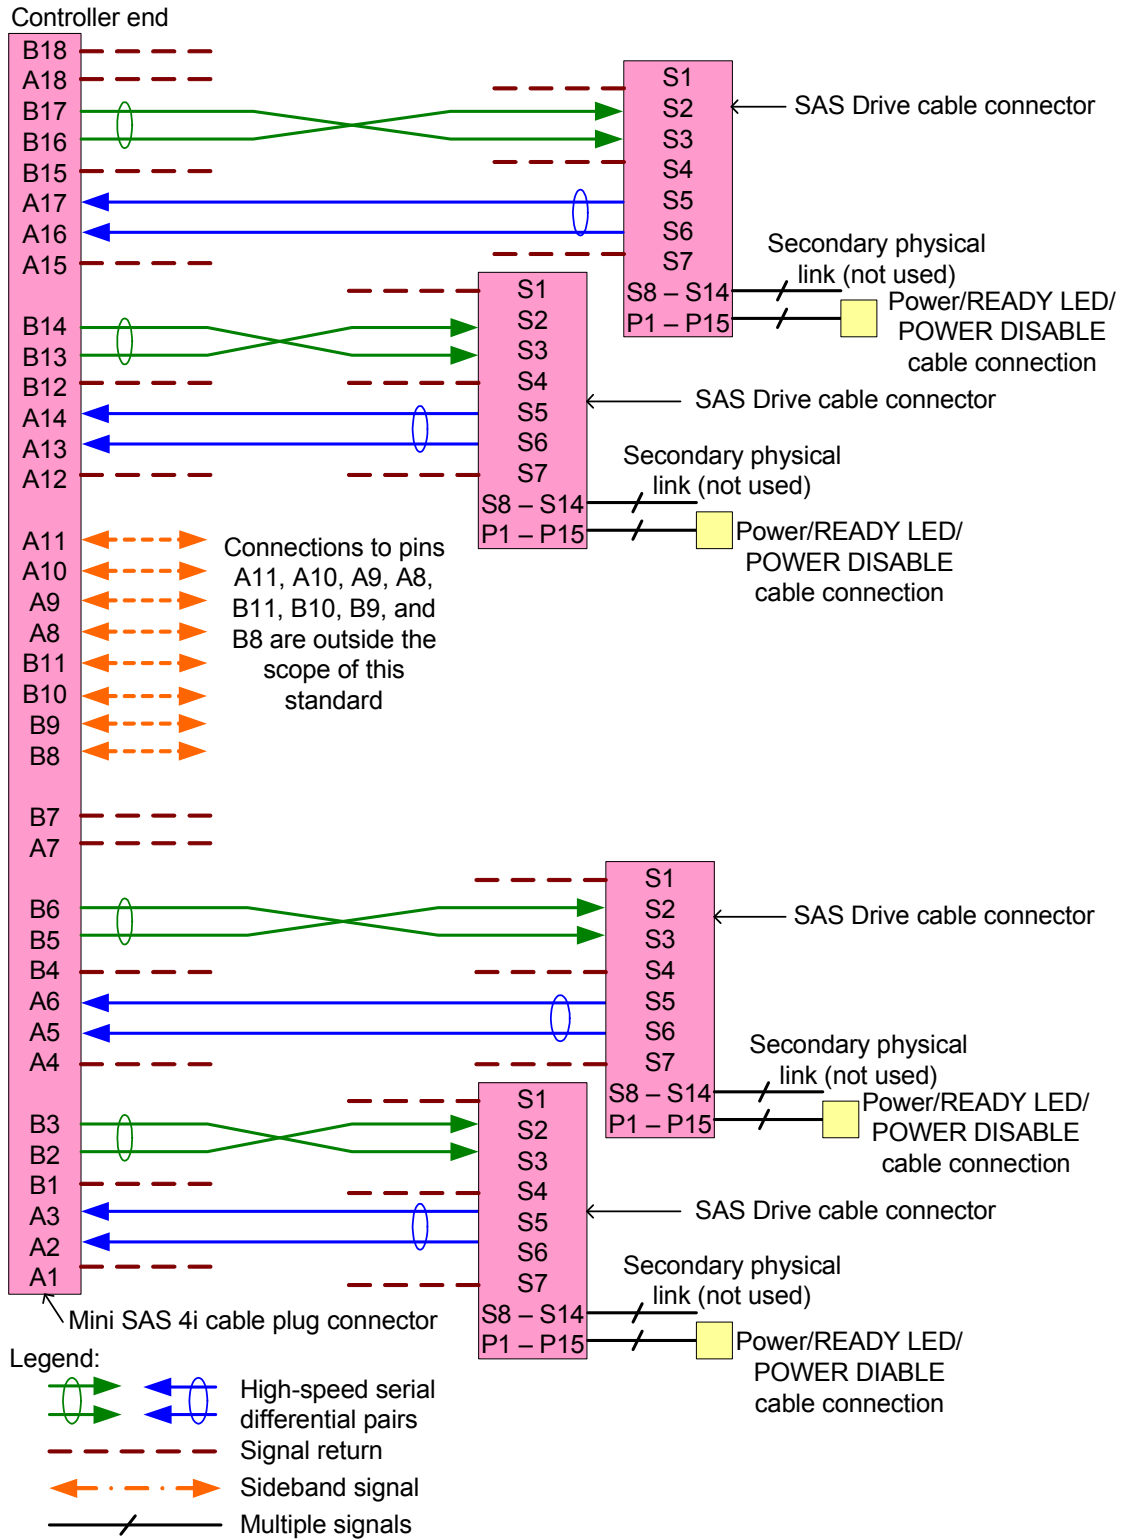 Controller end
B18
A18
B17
B16
B15
A17
A16
A15
B14
B13
B12
A14
A13
A12
A11
A10
A9
A8
B11
B10
B9
B8
B7
A7
B6
B5
B4
A6
A5
A4
B3
B2
B1
A3
A2
A1
Mini SAS 4i cable plug connector
S1
S2
S3
S4
S5
S6
S7
S8 – S14
P1 – P15
SAS Drive cable connector
Secondary physical
link (not used)
Power/READY LED/
POWER DISABLE
cable connection
S1
S2
S3
S4
S5
S6
S7
S8 – S14
P1 – P15
SAS Drive cable connector
Secondary physical
link (not used)
Power/READY LED/
POWER DISABLE
cable connection
Connections to pins
A11, A10, A9, A8,
B11, B10, B9, and
B8 are outside the
scope of this
standard
S1
S2
S3
S4
S5
S6
S7
S8 – S14
P1 – P15
SAS Drive cable connector
Secondary physical
link (not used)
Power/READY LED/
POWER DISABLE
cable connection
S1
S2
S3
S4
S5
S6
S7
S8 – S14
P1 – P15
SAS Drive cable connector
Secondary physical
link (not used)
Power/READY LED/
POWER DIABLE
cable connection
Legend:
High-speed serial
differential pairs
Signal return
Sideband signal
Multiple signals